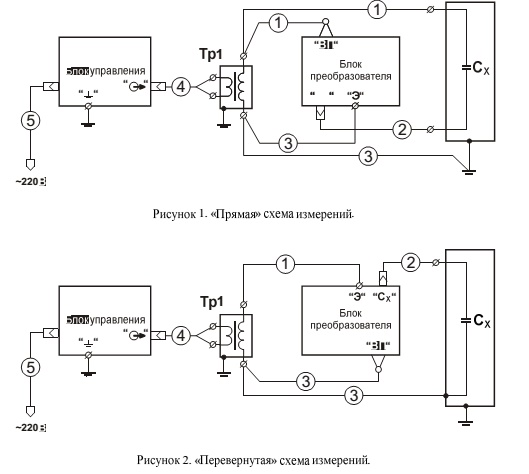 1
1
Тр1
"ВП"
Блок
преобразователя
Cх
Блок управления
"⏊"
4
"Э"
5
2
3
3
~220 В
Рисунок 1. «Прямая» схема измерений.
1
2
"Э" "Cх"
Тр1
Блок
преобразователя
Cх
Блок управления
"⏊"
4
"ВП"
5
3
3
~220 В
Рисунок 2. «Перевернутая» схема измерений.